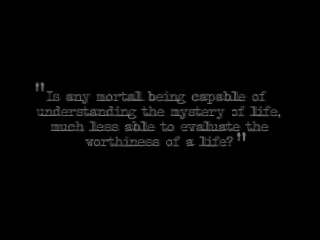 "Is any mortal being capable of
understanding the mystery of life,
much less able to evaluate the
worthiness of a life?"